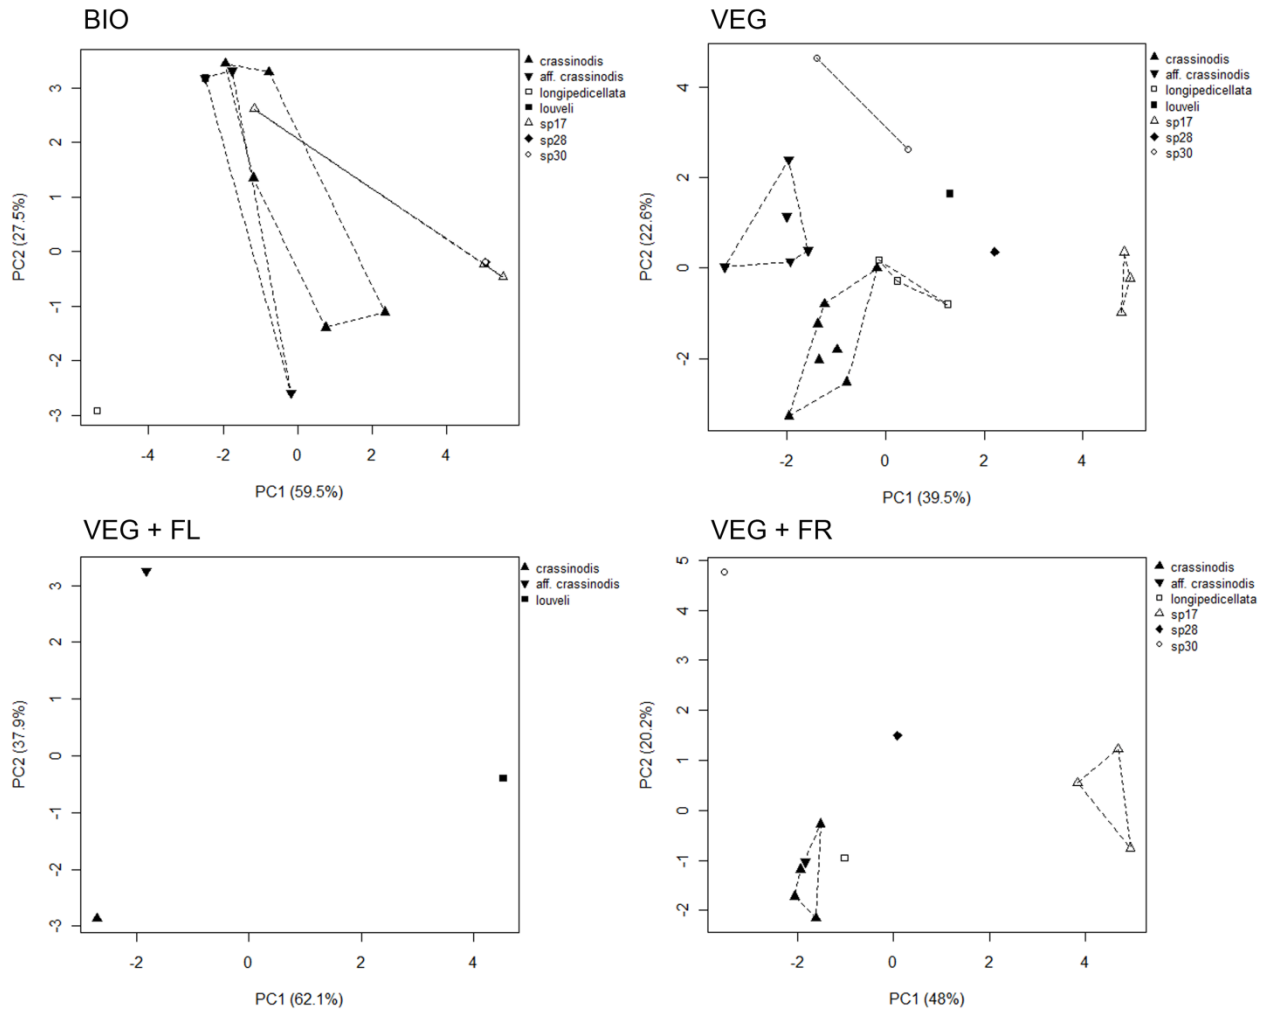 BIO
3
2
1
0
-1
-2
-3
PC2 (27.5%)
-4
-2
0
2
4
PC1 (59.5%)
crassinodis
aff. crassinodis
longipedicellata
louveli
sp17
sp28
sp30
VEG
4
2
0
-2
PC2 (22.6%)
-2
0
2
4
PC1 (39.5%)
crassinodis
aff. crassinodis
longipedicellata
louveli
sp17
sp28
sp30
VEG + FL
3
2
1
0
-1
-2
-3
PC2 (37.9%)
-2
0
2
4
PC1 (62.1%)
crassinodis
aff. crassinodis
louveli
VEG + FR
5
4
3
2
1
0
-1
-2
PC2 (20.2%)
-2
0
2
4
PC1 (48%)
crassinodis
aff. crassinodis
longipedicellata
sp17
sp28
sp30